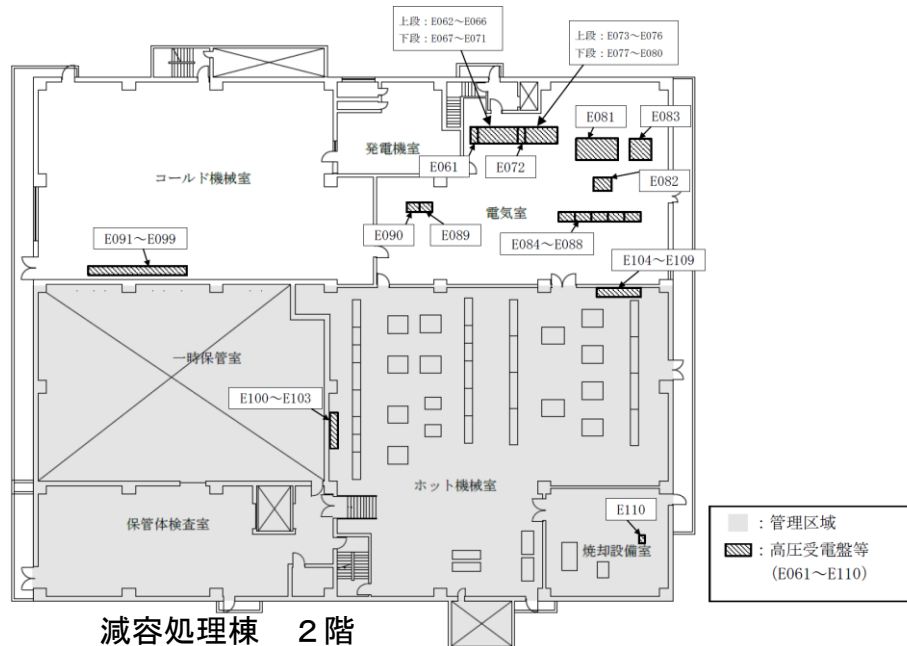 上段：E062～E066
下段：E067～E071
上段：E073～E076
下段：E077～E080
E081
E083
発電機室
E061
E072
コールド機械室
E082
電気室
E090
E089
E084～E088
E091～E099
E104～E109
一時保管室
E100～E103
ホット機械室
保管体検査室
E110
焼却設備室
：管理区域
：高圧受電盤等
(E061～E110)
減容処理棟　２階